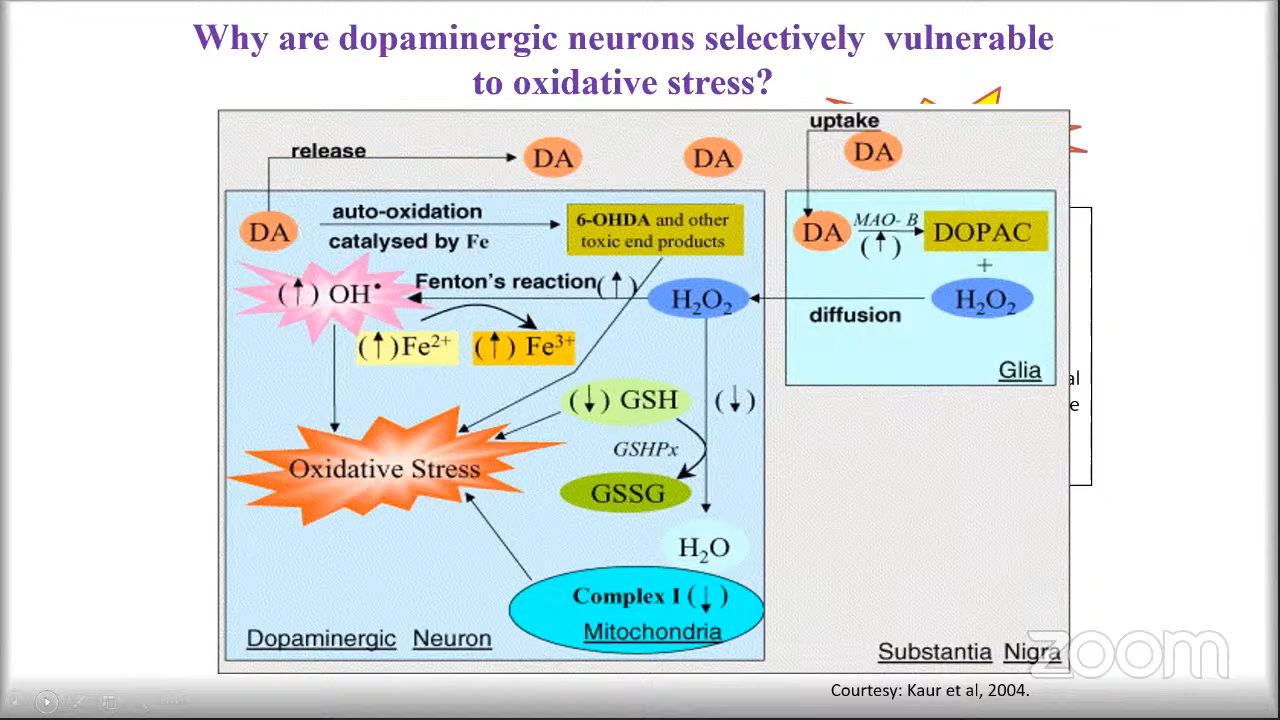 Why are dopaminergic neurons selectively vulnerable
to oxidative stress?
uptake
release
DA
DA
DA
DA
auto-oxidation
catalysed by Fe
6-OHDA and other
toxic end products
DA
MAO- B
(↑)
DOPAC
+
(↑) OH•
Fenton's reaction(↑)
H₂O₂
diffusion
H₂O₂
(↑)Fe²⁺
(↑) Fe³⁺
Glia
al
e
(↓) GSH
(↓)
GSHPx
Oxidative Stress
GSSG
H₂O
Complex I (↓)
Mitochondria
Dopaminergic Neuron
Substantia Nigra
zoom
Courtesy: Kaur et al, 2004.